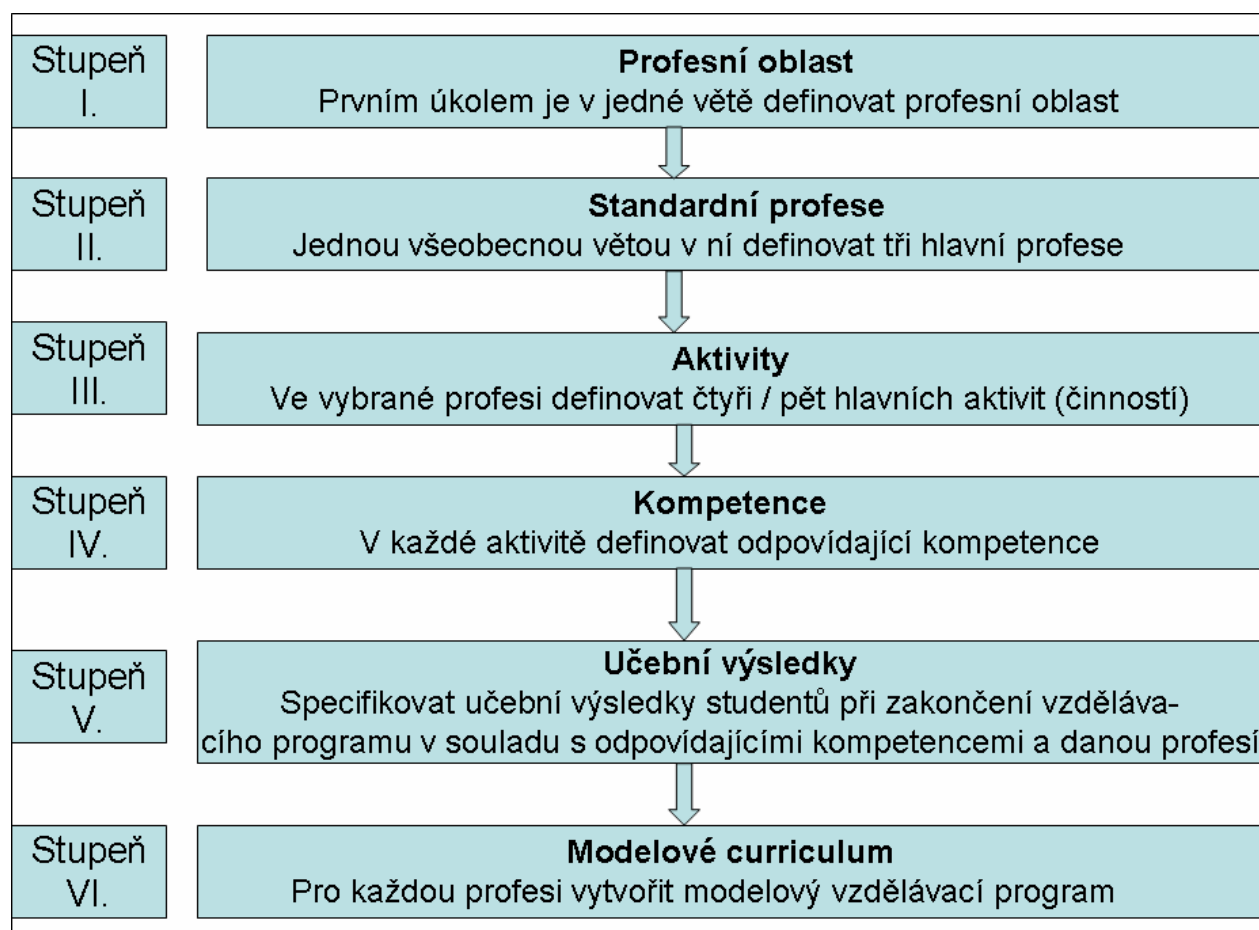 Stupeň
I.
Profesní oblast
Prvním úkolem je v jedné větě definovat profesní oblast
Stupeň
II.
Standardní profese
Jednou všeobecnou větou v ní definovat tři hlavní profese
Stupeň
III.
Aktivity
Ve vybrané profesi definovat čtyři / pět hlavních aktivit (činností)
Stupeň
IV.
Kompetence
V každé aktivitě definovat odpovídající kompetence
Stupeň
V.
Učební výsledky
Specifikovat učební výsledky studentů při zakončení vzděláva-
cího programu v souladu s odpovídajícími kompetencemi a danou profesí
Stupeň
VI.
Modelové curriculum
Pro každou profesi vytvořit modelový vzdělávací program